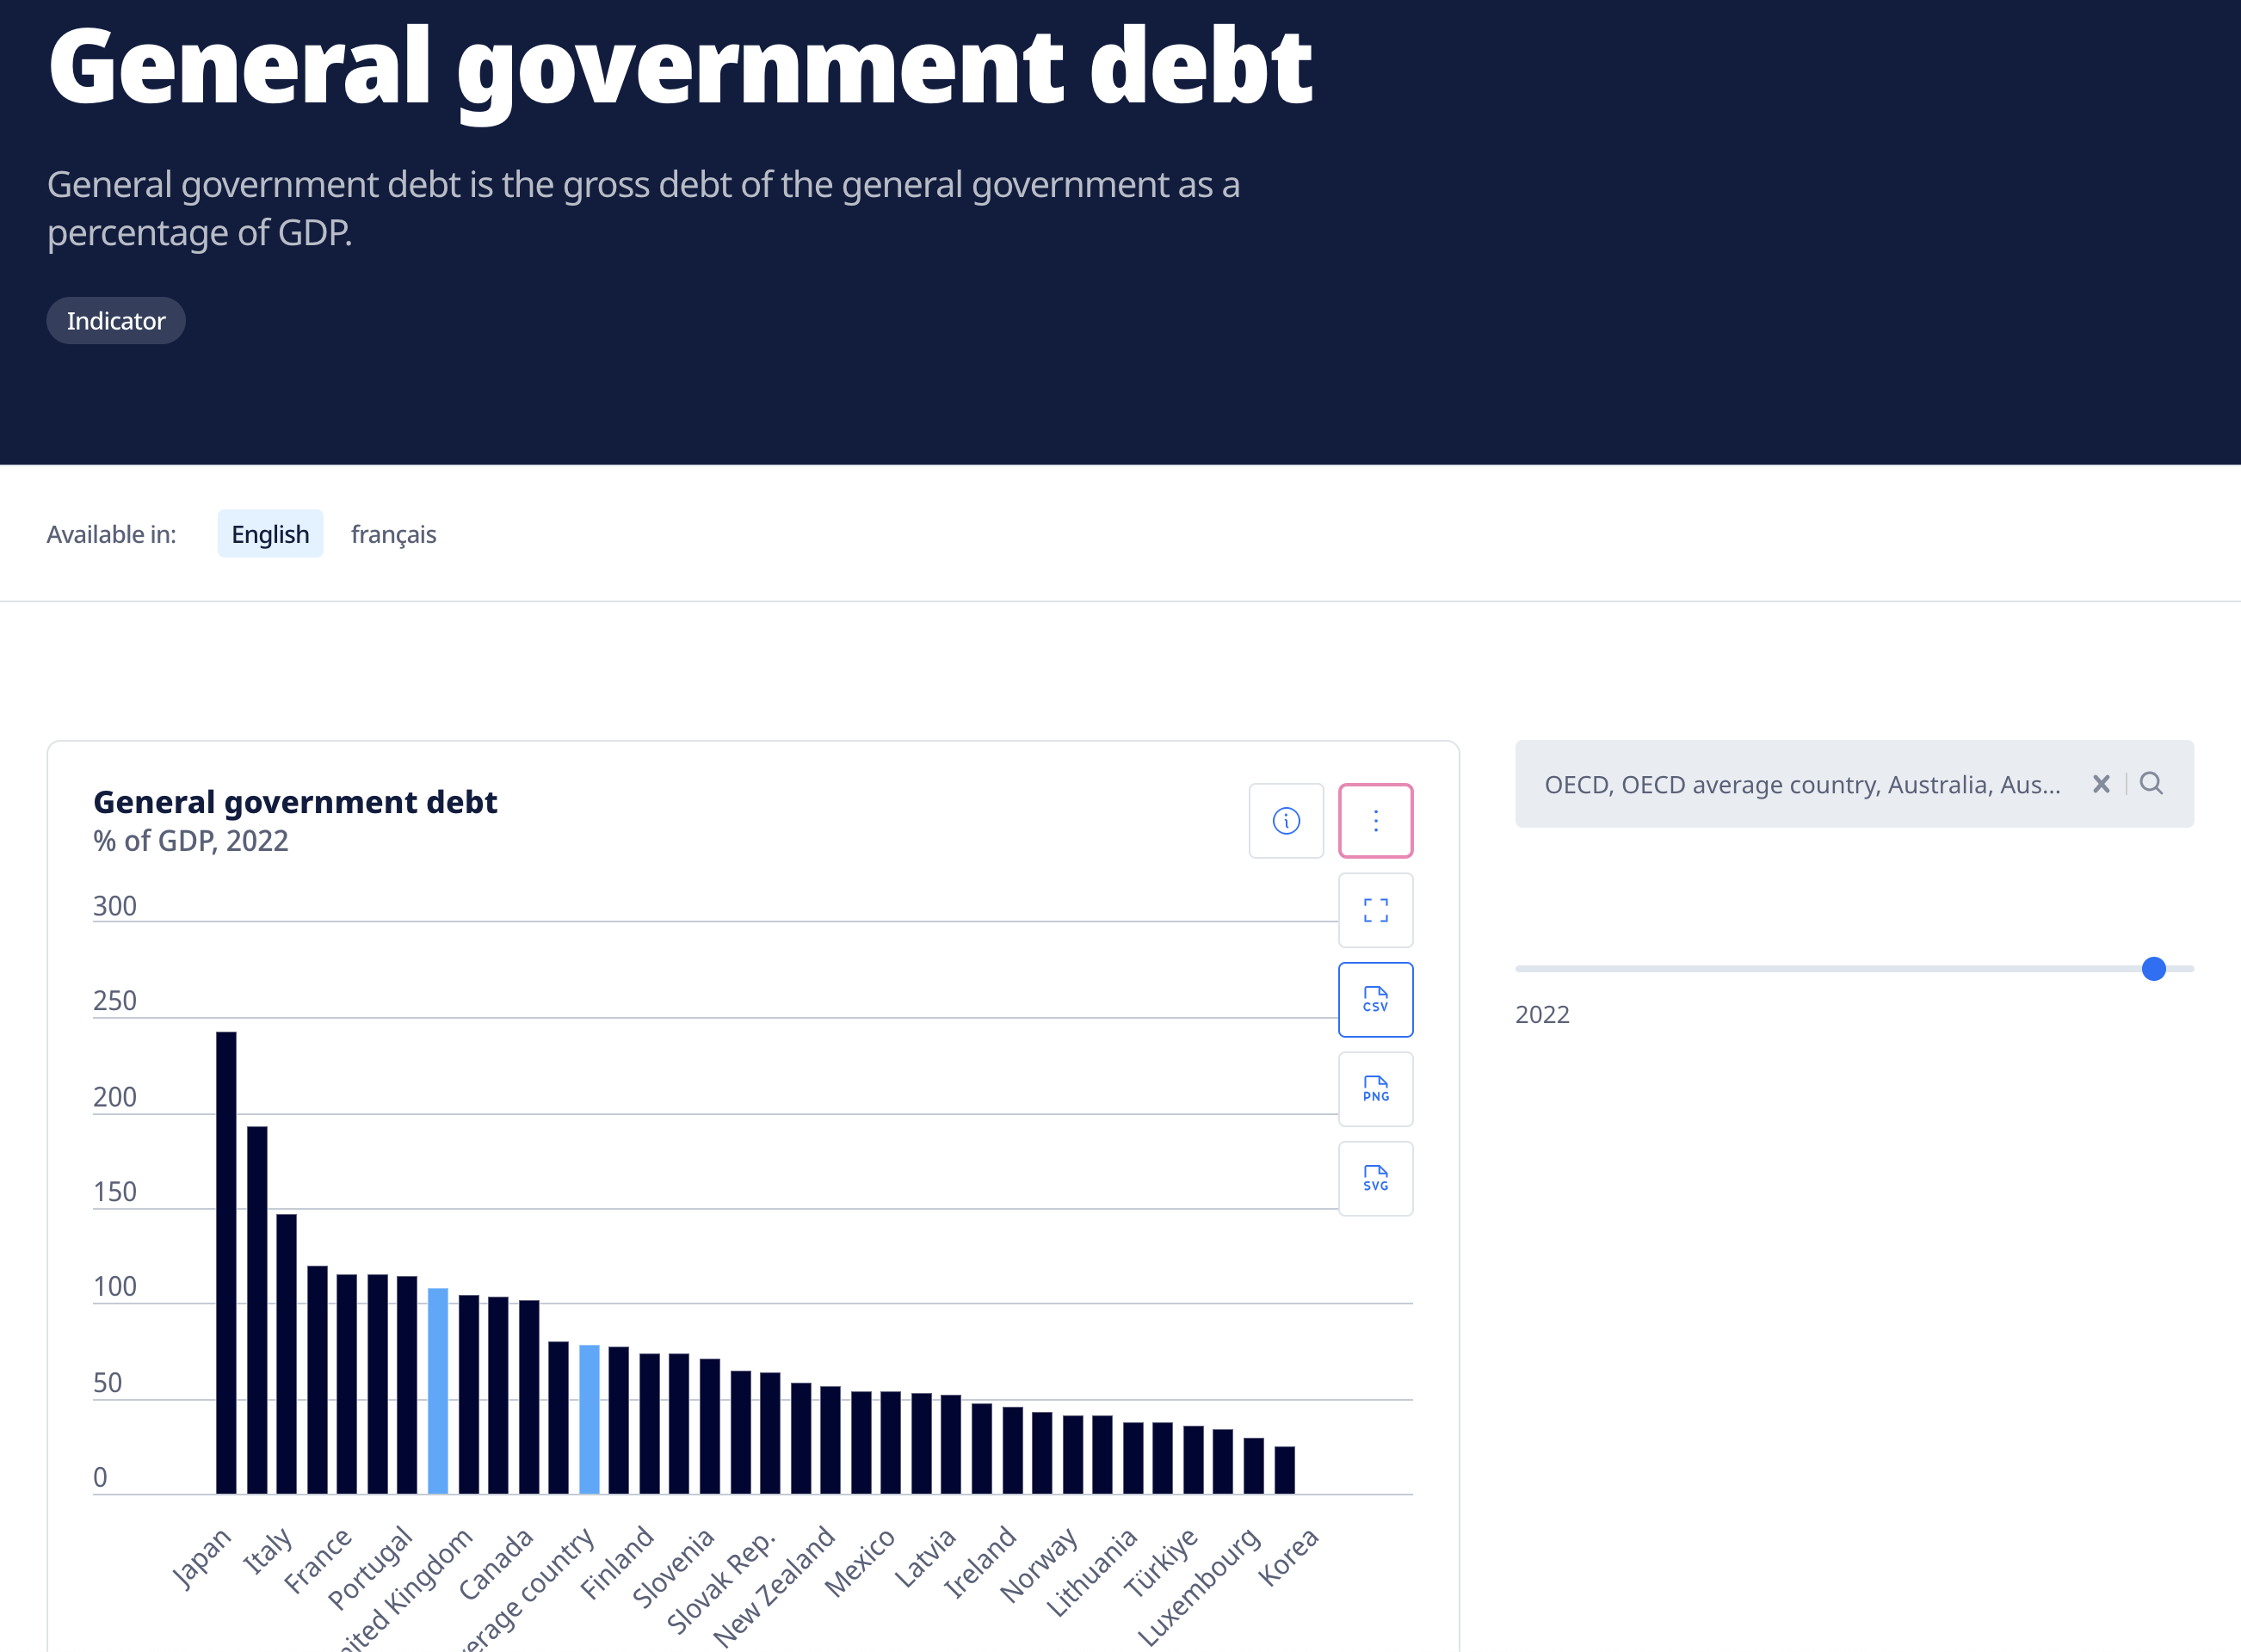 General government debt
General government debt is the gross debt of the general government as a
percentage of GDP.
Indicator
Available in: English français
General government debt
% of GDP, 2022
OECD, OECD average country, Australia, Aus...
2022
300
250
200
150
100
50
0
CSV
PNG
SVG
Japan
Italy
France
Portugal
ited Kingdom
Canada
erage country
Finland
Slovenia
Slovak Rep.
New Zealand
Mexico
Latvia
Ireland
Norway
Lithuania
Türkiye
Luxembourg
Korea